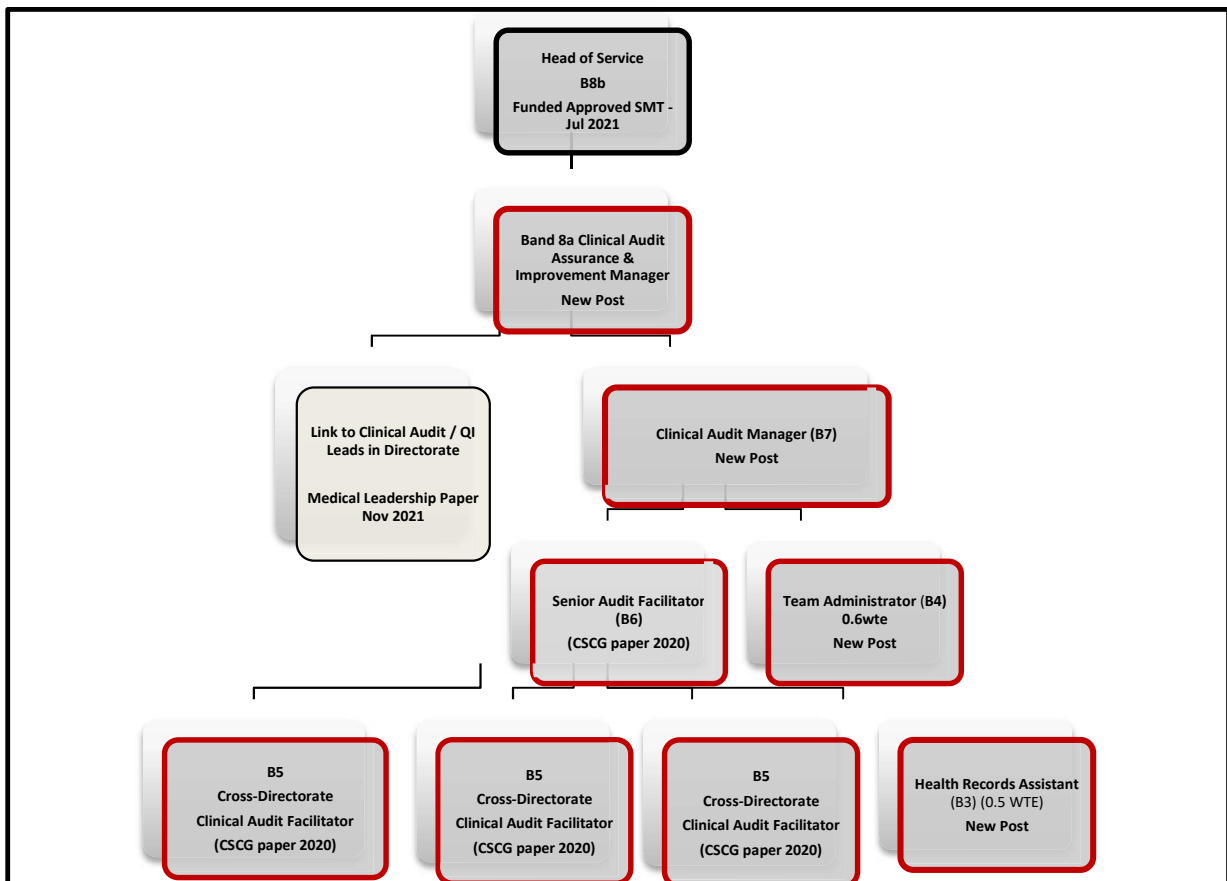 Head of Service
B8b
Funded Approved SMT -
Jul 2021
Band 8a Clinical Audit
Assurance &
Improvement Manager
New Post
Link to Clinical Audit / QI
Leads in Directorate
Medical Leadership Paper
Nov 2021
Clinical Audit Manager (B7)
New Post
Senior Audit Facilitator
(B6)
(CSCG paper 2020)
Team Administrator (B4)
0.6wte
New Post
B5
Cross-Directorate
Clinical Audit Facilitator
(CSCG paper 2020)
B5
Cross-Directorate
Clinical Audit Facilitator
(CSCG paper 2020)
B5
Cross-Directorate
Clinical Audit Facilitator
(CSCG paper 2020)
Health Records Assistant
(B3) (0.5 WTE)
New Post